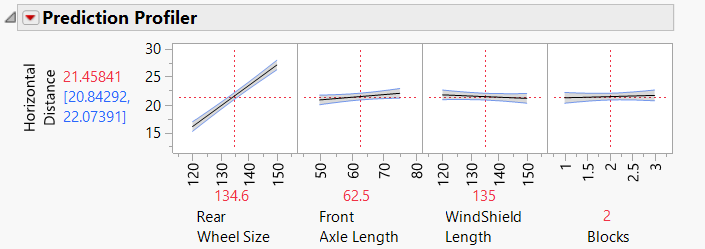 Prediction Profiler
Horizontal
Distance
21.45841
[20.84292,
22.07391]
30
25
20
15
120
130
140
150
50
60
70
80
120
130
140
150
1
1.5
2
2.5
3
134.6
62.5
135
2
Rear
Wheel Size
Front
Axle Length
WindShield
Length
Blocks